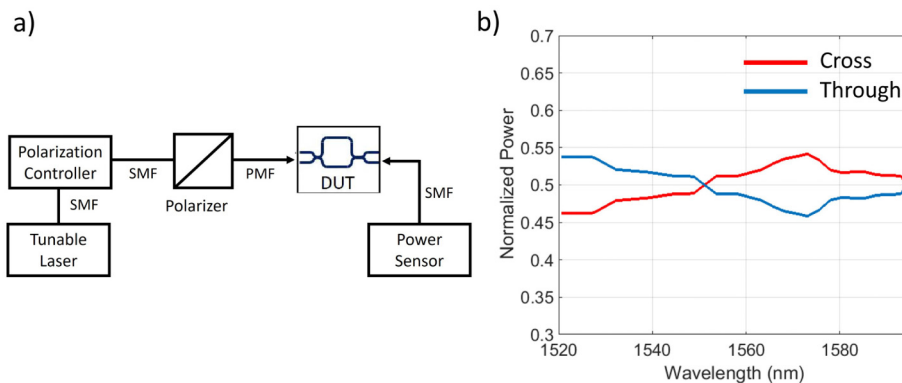 a)
Polarization
Controller
SMF
Tunable
Laser
SMF
Polarizer
PMF
DUT
SMF
Power
Sensor
b)
Normalized Power
0.7
0.65
0.6
0.55
0.5
0.45
0.4
0.35
0.3
Cross
Through
1520
1540
1560
1580
Wavelength (nm)